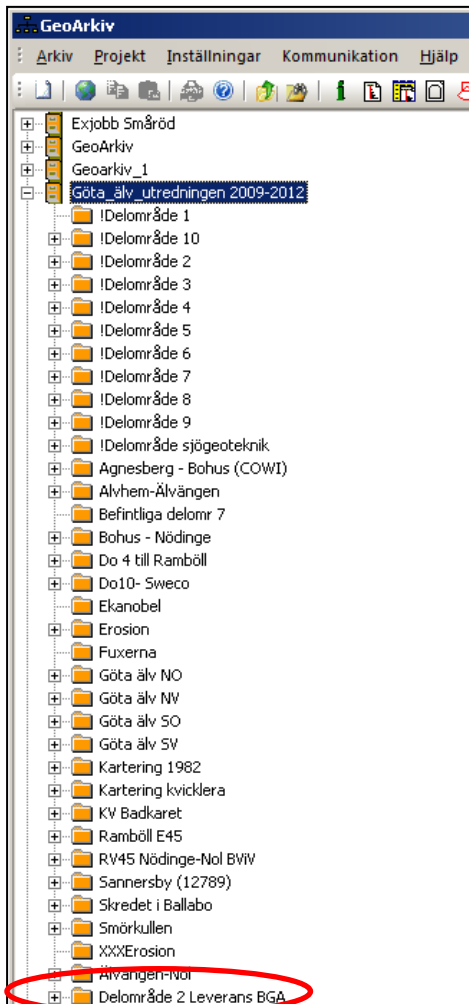 GeoArkiv
Arkiv Projekt Inställningar Kommunikation Hjälp
Exjobb Småröd
GeoArkiv
Geoarkiv_1
Göta_älv_utredningen 2009-2012
!Delområde 1
!Delområde 10
!Delområde 2
!Delområde 3
!Delområde 4
!Delområde 5
!Delområde 6
!Delområde 7
!Delområde 8
!Delområde 9
!Delområde sjögeoteknik
Agnesberg - Bohus (COWI)
Alvhem-Älvängen
Befintliga delomr 7
Bohus - Nödinge
Do 4 till Ramböll
Do10- Sweco
Ekanobel
Erosion
Fuxerna
Göta älv NO
Göta älv NV
Göta älv SO
Göta älv SV
Kartering 1982
Kartering kvicklera
KV Badkaret
Ramböll E45
RV45 Nödinge-Nol BViV
Sannersby (12789)
Skredet i Ballabo
Smörkullen
XXXErosion
Älvängen-Nol
Delområde 2 Leverans BGA